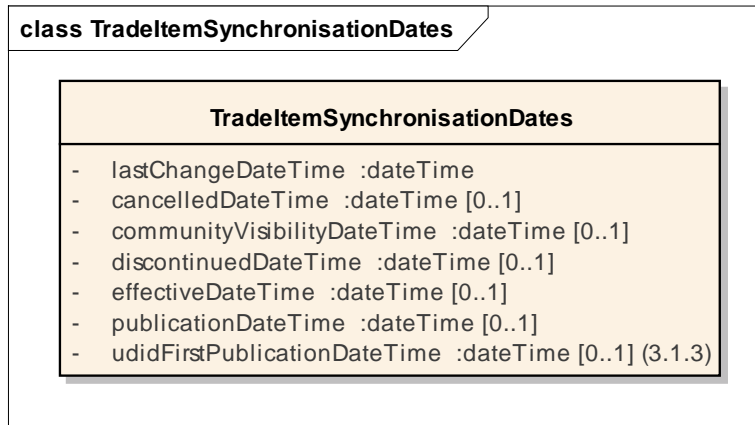 class TradeItemSynchronisationDates
TradeItemSynchronisationDates
- lastChangeDateTime :dateTime
- cancelledDateTime :dateTime [0..1]
- communityVisibilityDateTime :dateTime [0..1]
- discontinuedDateTime :dateTime [0..1]
- effectiveDateTime :dateTime [0..1]
- publicationDateTime :dateTime [0..1]
- udidFirstPublicationDateTime :dateTime [0..1] (3.1.3)